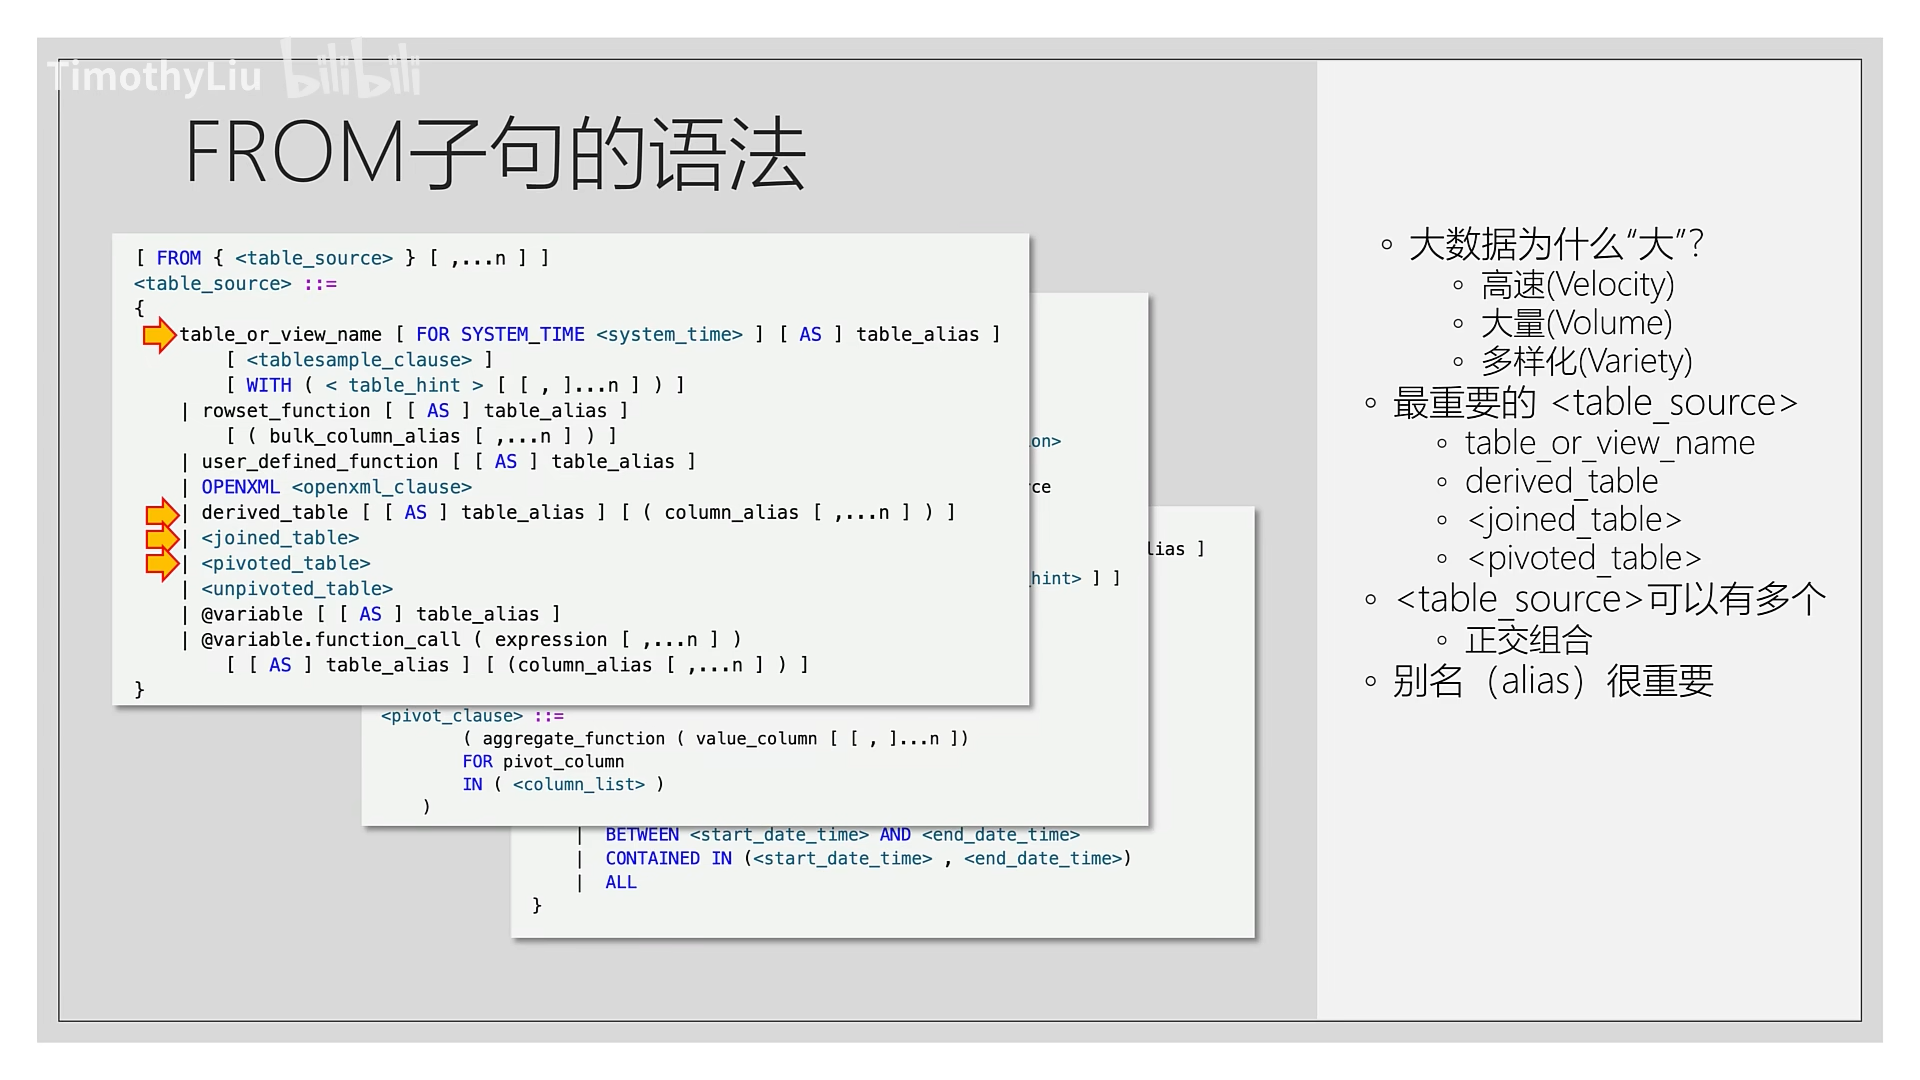 TimothyLiu bilibili
FROM子句的语法
[ FROM { <table_source> } [ ,...n ] ]
<table_source> ::=
{
table_or_view_name [ FOR SYSTEM_TIME <system_time> ] [ AS ] table_alias ]
[ <tablesample_clause> ]
[ WITH ( < table_hint > [ [ , ]...n ] ) ]
| rowset_function [ [ AS ] table_alias ]
[ ( bulk_column_alias [ ,...n ] ) ]
| user_defined_function [ [ AS ] table_alias ]
| OPENXML <openxml_clause>
| derived_table [ [ AS ] table_alias ] [ ( column_alias [ ,...n ] ) ]
| <joined_table>
| <pivoted_table>
| <unpivoted_table>
| @variable [ [ AS ] table_alias ]
| @variable.function_call ( expression [ ,...n ] )
[ [ AS ] table_alias ] [ (column_alias [ ,...n ] ) ]
}
on>
ce
hint> ] ]
<pivot_clause> ::=
( aggregate_function ( value_column [ [ , ]...n ])
FOR pivot_column
IN ( <column_list> )
)
lias ]
| BETWEEN <start_date_time> AND <end_date_time>
| CONTAINED IN (<start_date_time> , <end_date_time>)
| ALL
}
◦ 大数据为什么“大”?
◦ 高速(Velocity)
◦ 大量(Volume)
◦ 多样化(Variety)
◦ 最重要的 <table_source>
◦ table_or_view_name
◦ derived_table
◦ <joined_table>
◦ <pivoted_table>
◦ <table_source>可以有多个
◦ 正交组合
◦ 别名（alias）很重要